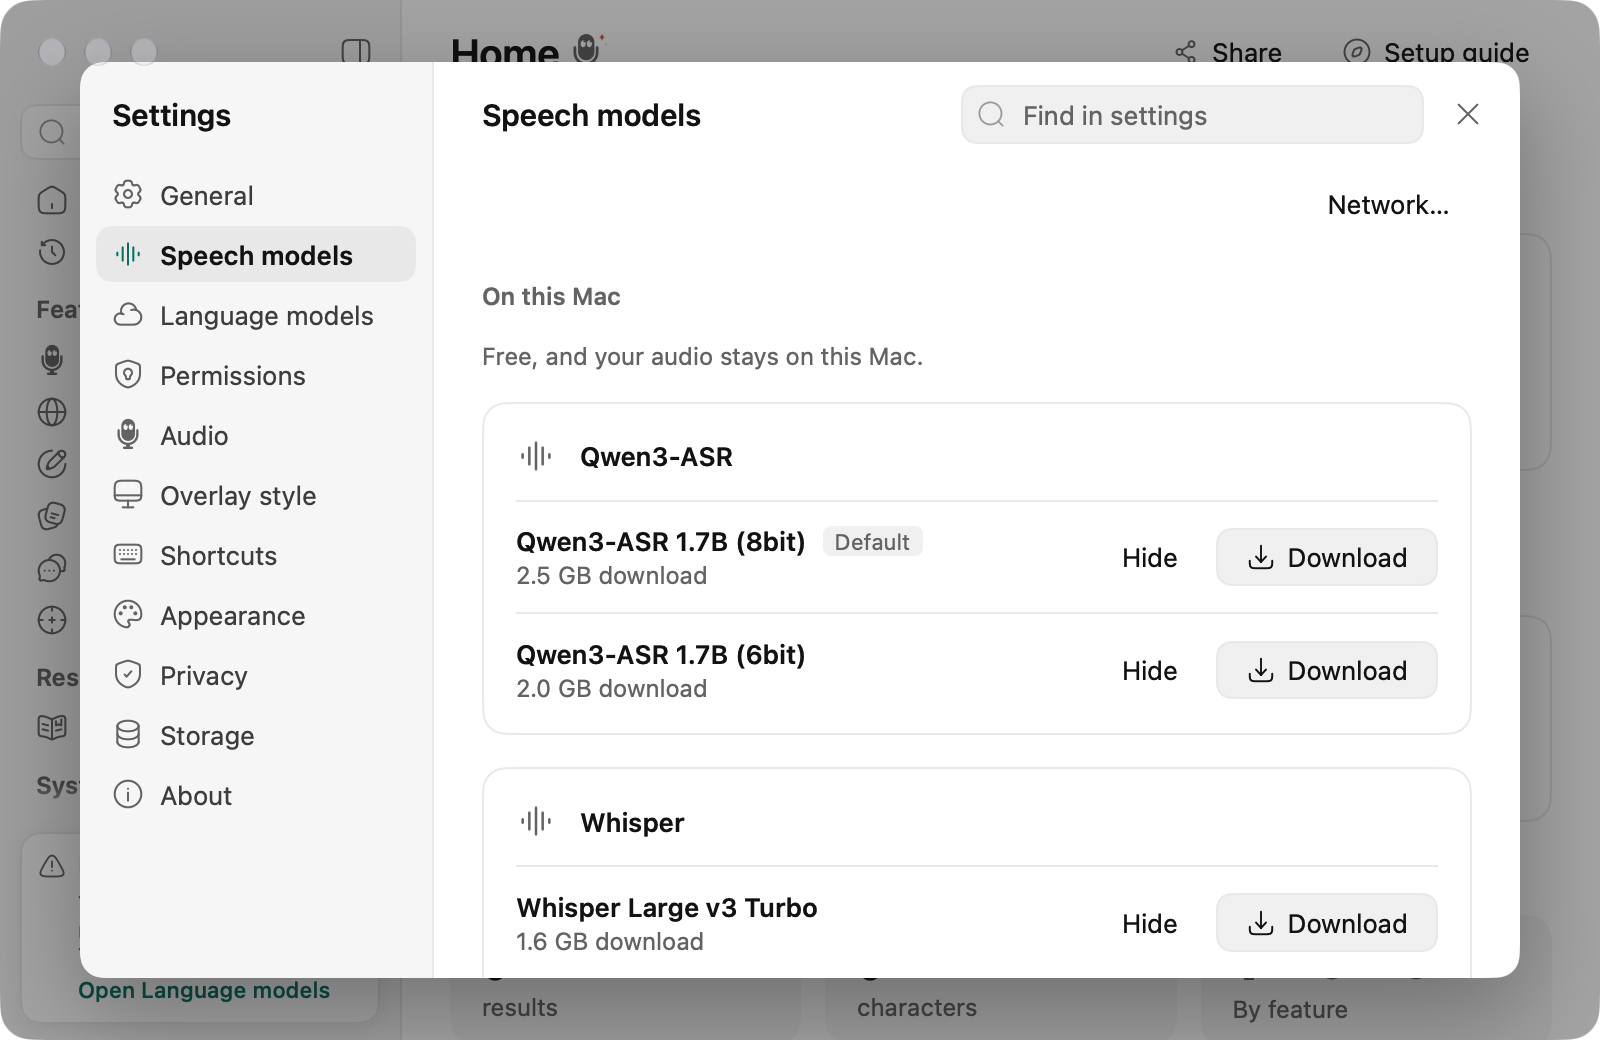 Home
Share
Setup guide
Settings
Speech models
Find in settings
General
Speech models
Language models
Permissions
Audio
Overlay style
Shortcuts
Appearance
Privacy
Storage
About
Network...
On this Mac
Free, and your audio stays on this Mac.
Qwen3-ASR
Qwen3-ASR 1.7B (8bit) Default
2.5 GB download
Hide Download
Qwen3-ASR 1.7B (6bit)
2.0 GB download
Hide Download
Whisper
Whisper Large v3 Turbo
1.6 GB download
Hide Download
Open Language models
results
characters
By feature